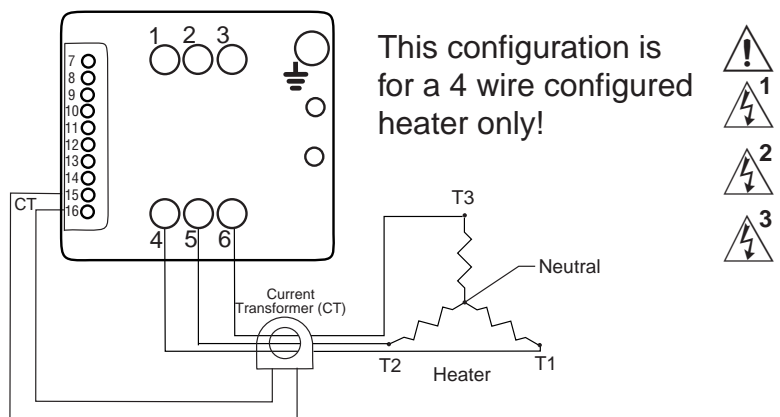 1 2 3
This configuration is
for a 4 wire configured
heater only!
1
2
3
7
8
9
10
11
12
13
14
15
16
CT
4 5 6
T3
Neutral
Current
Transformer (CT)
T2
T1
Heater